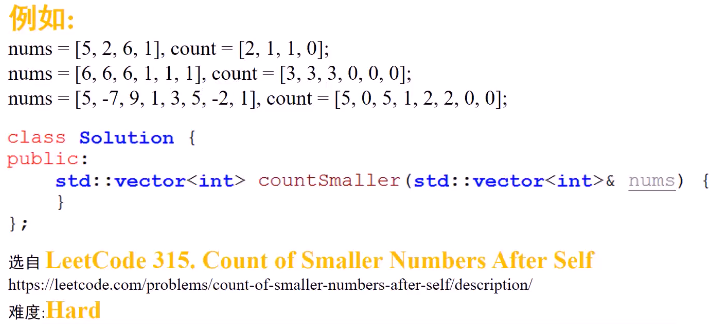 例如:
nums = [5, 2, 6, 1], count = [2, 1, 1, 0];
nums = [6, 6, 6, 1, 1, 1], count = [3, 3, 3, 0, 0, 0];
nums = [5, -7, 9, 1, 3, 5, -2, 1], count = [5, 0, 5, 1, 2, 2, 0, 0];
class Solution {
public:
    std::vector<int> countSmaller(std::vector<int>& nums) {
    }
};
选自 LeetCode 315. Count of Smaller Numbers After Self
https://leetcode.com/problems/count-of-smaller-numbers-after-self/description/
难度:Hard